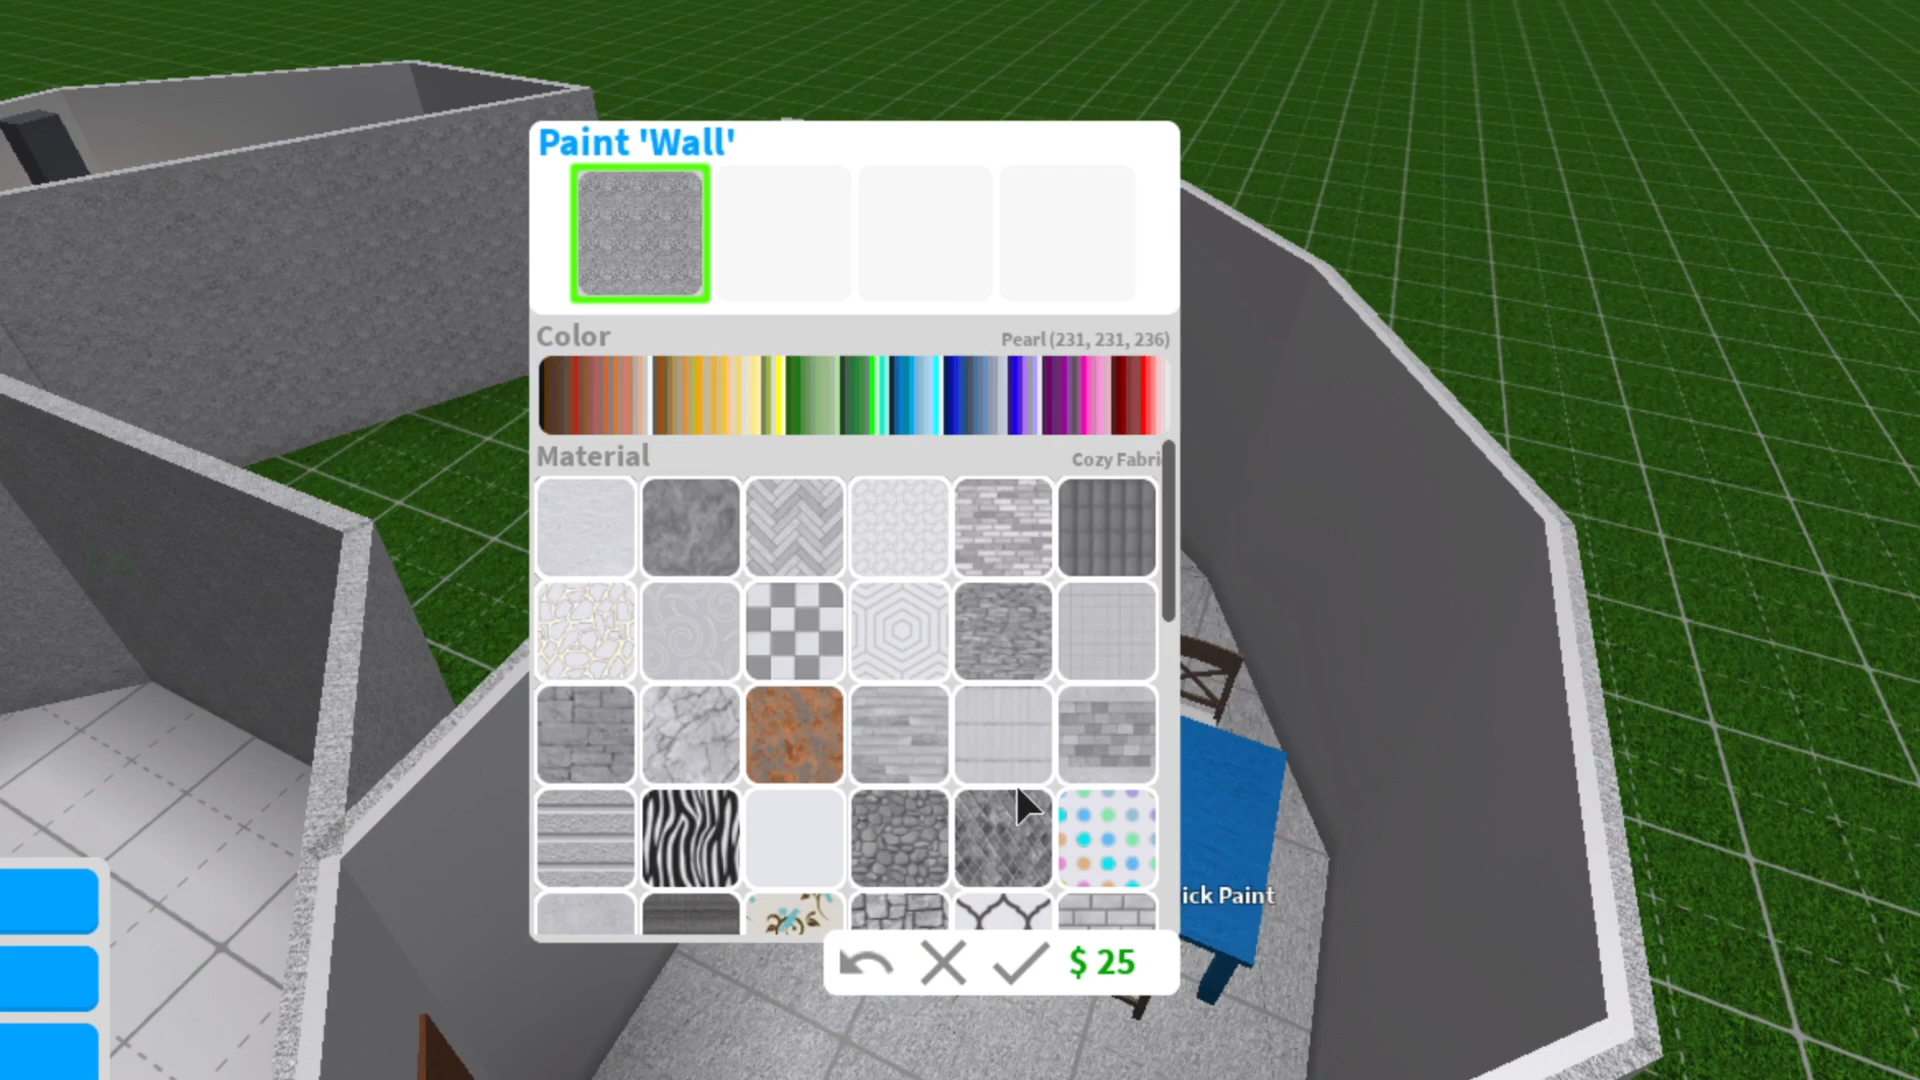 Paint 'Wall'
Color
Pearl (231, 231, 236)
Material
Cozy Fabri
ick Paint
$ 25